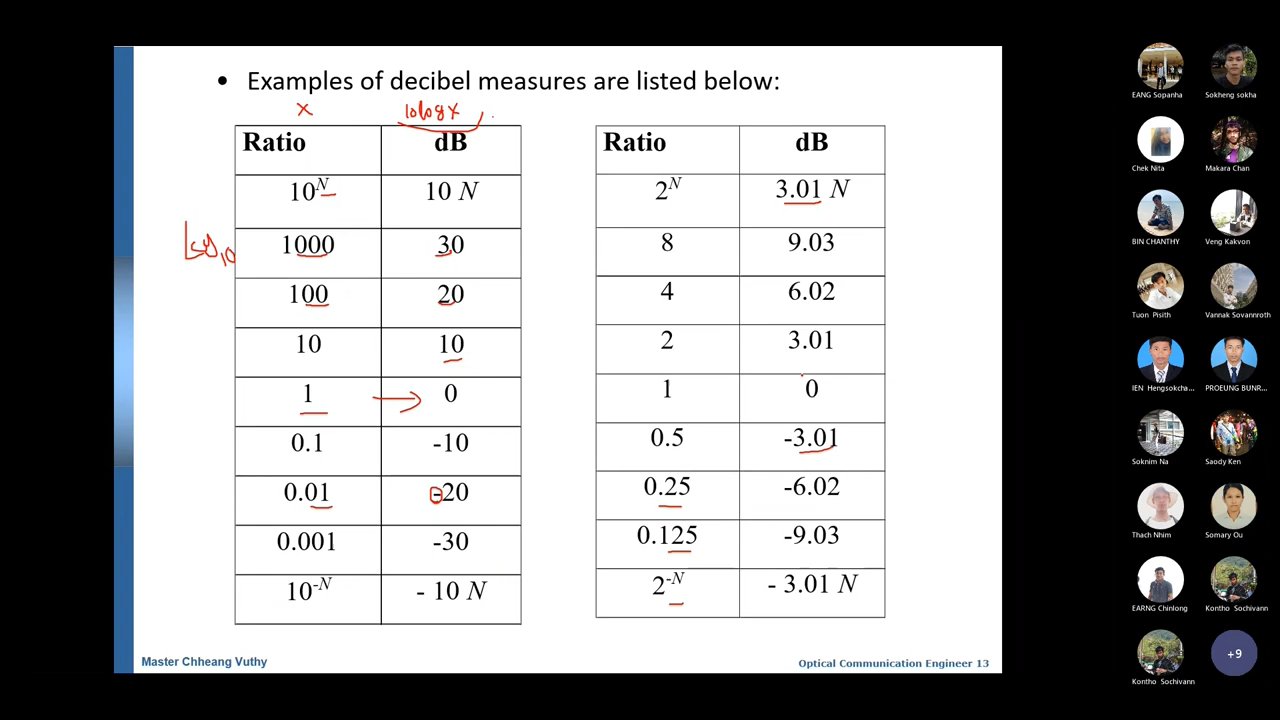 • Examples of decibel measures are listed below:
x 10logx
Ratio dB
10^N 10 N
1000 30
100 20
10 10
1 0
0.1 -10
0.01 -20
0.001 -30
10^-N - 10 N
log10
Ratio dB
2^N 3.01 N
8 9.03
4 6.02
2 3.01
1 0
0.5 -3.01
0.25 -6.02
0.125 -9.03
2^-N - 3.01 N
Master Chheang Vuthy
Optical Communication Engineer 13
EANG Sopanha
Sokheng sokha
Chek Nita
Makara Chan
BIN CHANTHY
Veng Kakvon
Tuon Pisith
Vannak Sovannroth
IEN Hengsokcha...
PROEUNG BUNR...
Soknim Na
Saody Ken
Thach Nhim
Somary Ou
EARNG Chinlong
Kontho Sochivann
Kontho Sochivann
+9